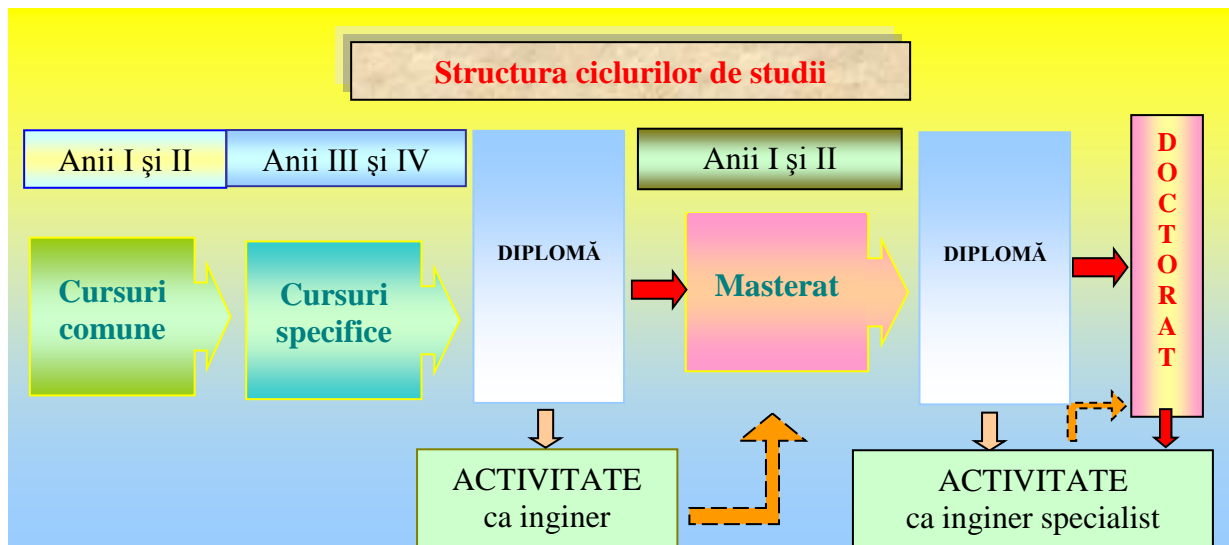 Structura ciclurilor de studii
Anii I şi II
Anii III şi IV
Anii I şi II
Cursuri
comune
Cursuri
specifice
DIPLOMĂ
Masterat
DIPLOMĂ
D
O
C
T
O
R
A
T
ACTIVITATE
ca inginer
ACTIVITATE
ca inginer specialist